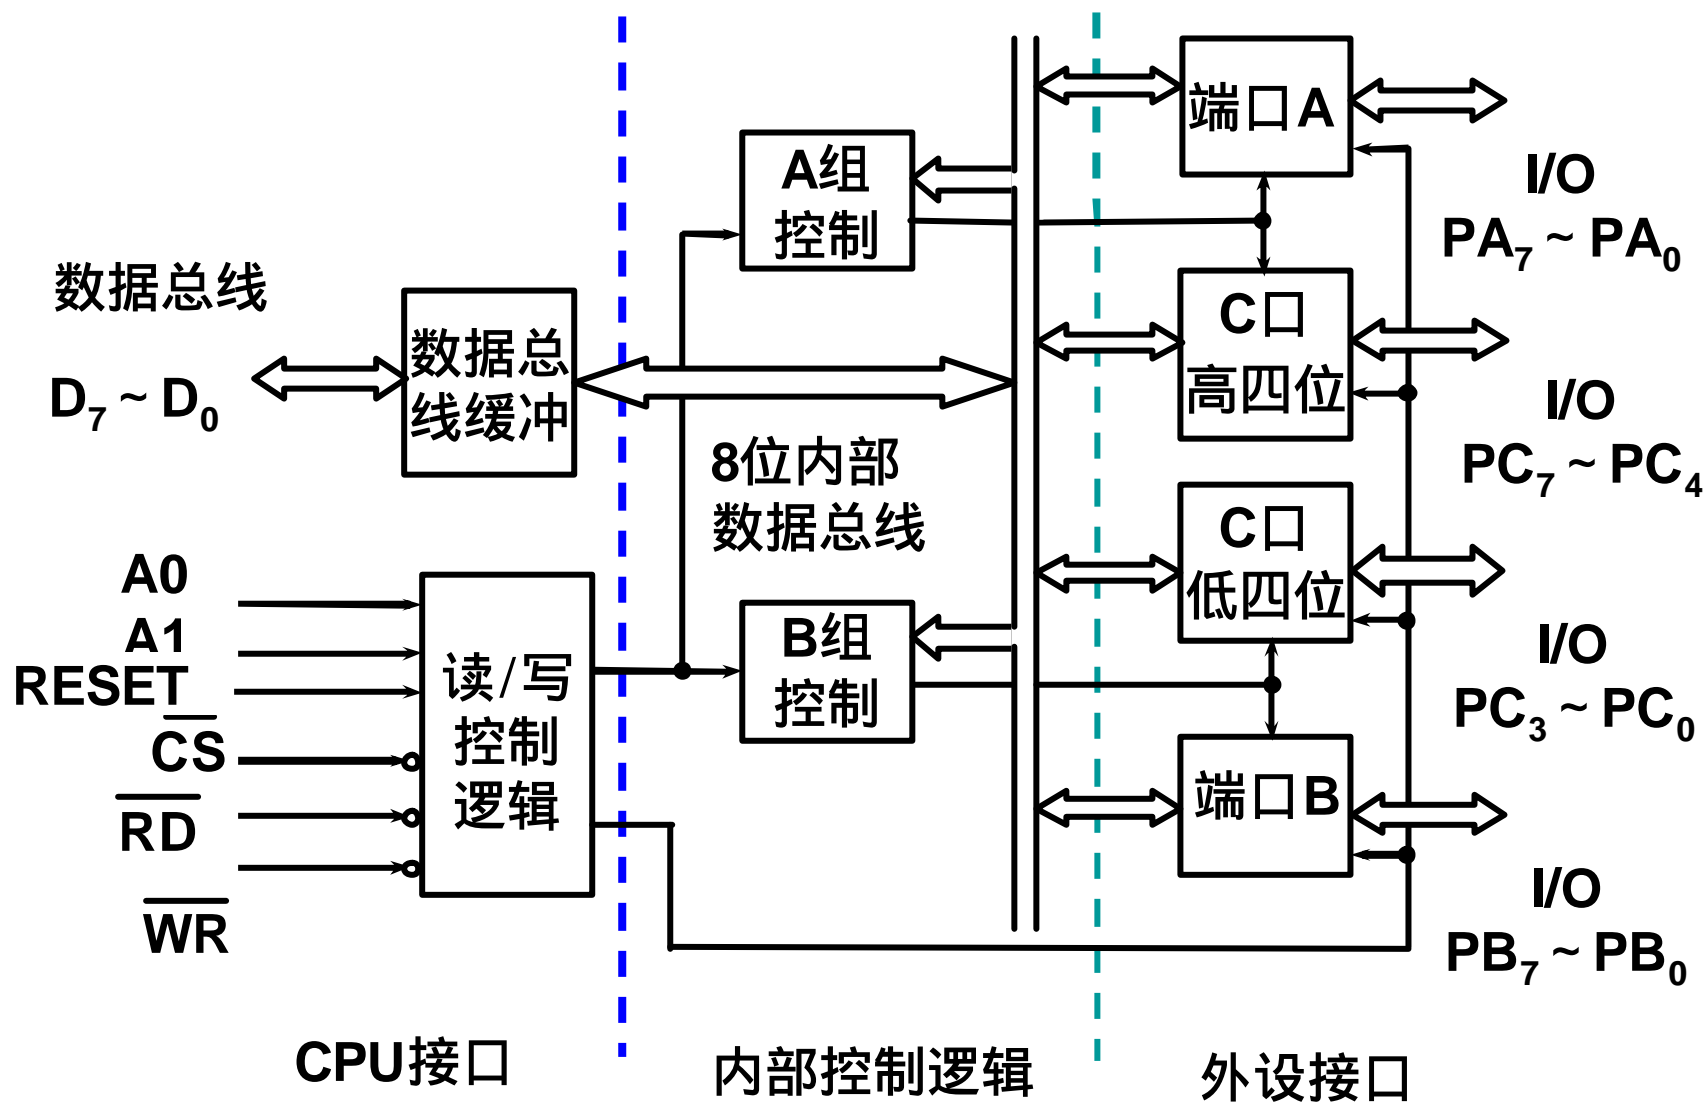 数据总线
D7 ~ D0
A0
A1
RESET
CS
RD
WR
数据总
线缓冲
读/写
控制
逻辑
CPU接口
A组
控制
8位内部
数据总线
B组
控制
内部控制逻辑
端口A
C口
高四位
C口
低四位
端口B
外设接口
I/O
PA7 ~ PA0
I/O
PC7 ~ PC4
I/O
PC3 ~ PC0
I/O
PB7 ~ PB0